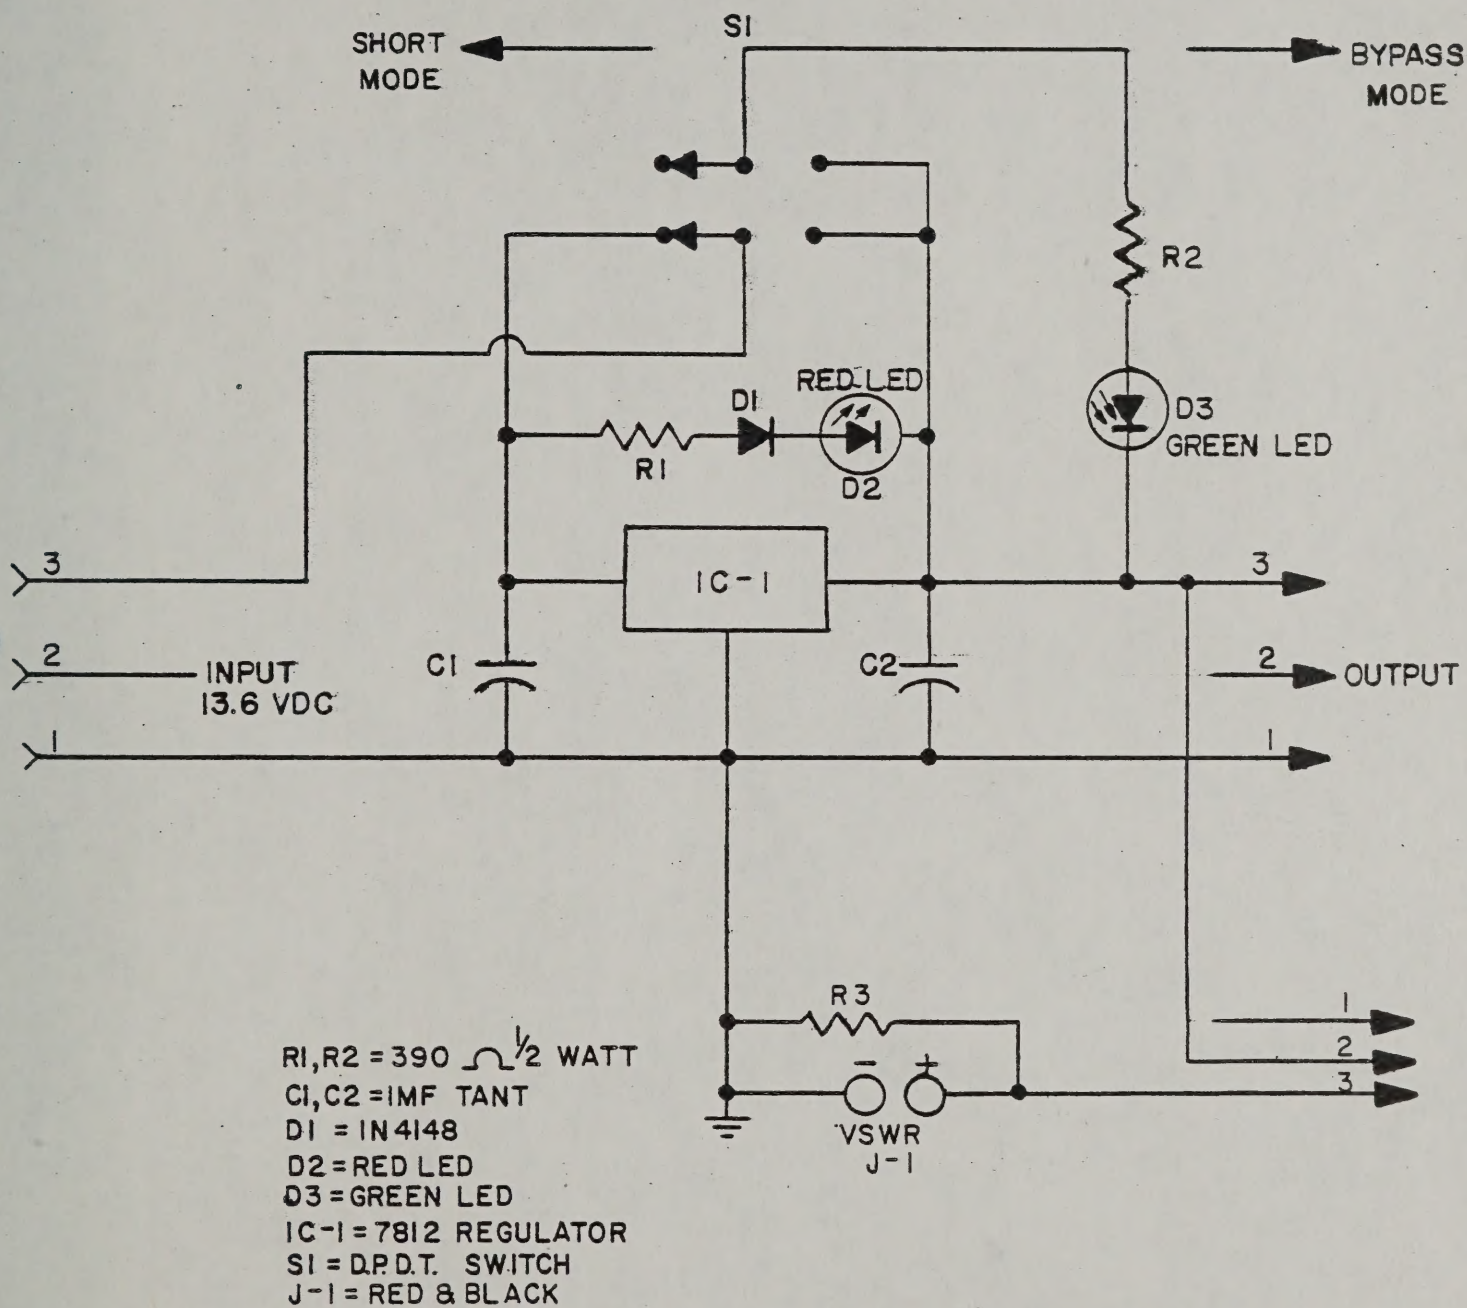 S1
SHORT
MODE
BYPASS
MODE
R2
RED LED
D1
D3
GREEN LED
R1
D2
3
IC-1
3
2
INPUT
13.6 VDC
C1
C2
2
OUTPUT
1
1
R3
1
2
3
- +
VSWR
J-1
R1,R2 = 390 Ω 1/2 WATT
C1,C2 = 1MF TANT
D1 = 1N4148
D2 = RED LED
D3 = GREEN LED
IC-1 = 7812 REGULATOR
S1 = D.P.D.T. SWITCH
J-1 = RED & BLACK